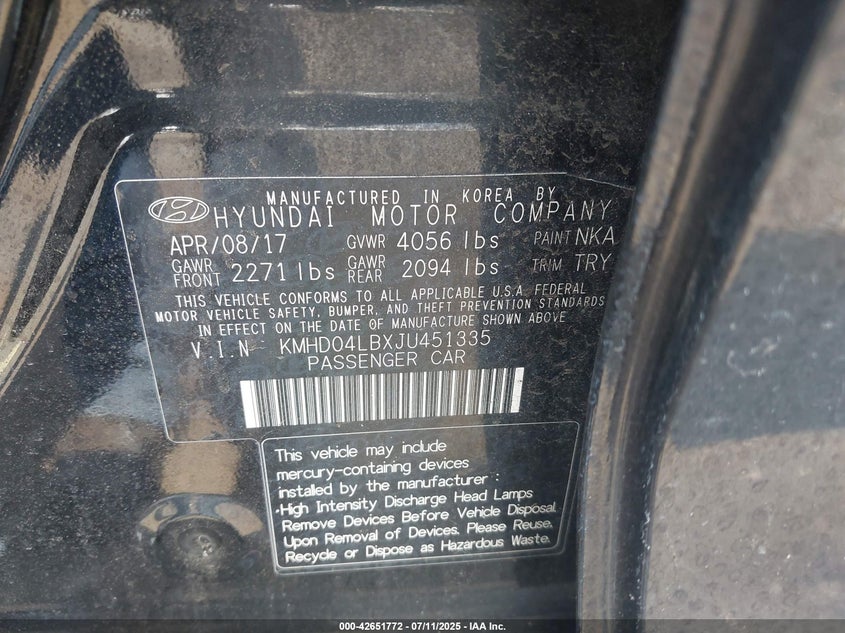 MANUFACTURED IN KOREA BY
HYUNDAI MOTOR COMPANY
APR/08/17 GVWR 4056 lbs PAINT NKA
GAWR FRONT 2271 lbs GAWR REAR 2094 lbs TRIM TRY
THIS VEHICLE CONFORMS TO ALL APPLICABLE U.S.A. FEDERAL
MOTOR VEHICLE SAFETY, BUMPER, AND THEFT PREVENTION STANDARDS
IN EFFECT ON THE DATE OF MANUFACTURE SHOWN ABOVE
V.I.N KMHD04LBXJU451335
PASSENGER CAR
This vehicle may include
mercury-containing devices
installed by the manufacturer :
·High Intensity Discharge Head Lamps
Remove Devices Before Vehicle Disposal.
Upon Removal of Devices. Please Reuse,
Recycle or Dispose as Hazardous Waste.
000-42651772 - 07/11/2025 - IAA Inc.